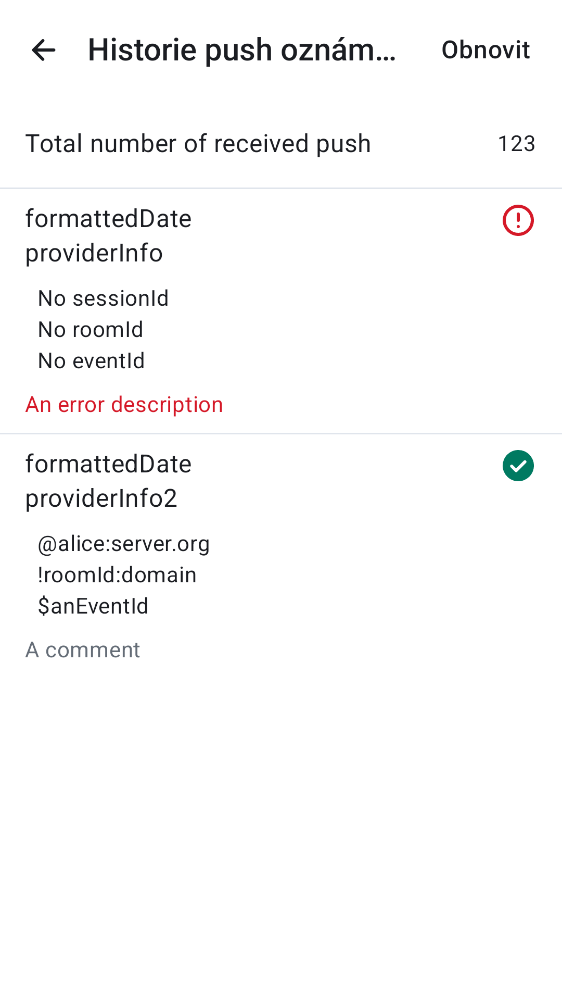 Historie push oznám… Obnovit
Total number of received push 123
formattedDate
providerInfo
No sessionId
No roomId
No eventId
An error description
formattedDate
providerInfo2
@alice:server.org
!roomId:domain
$anEventId
A comment